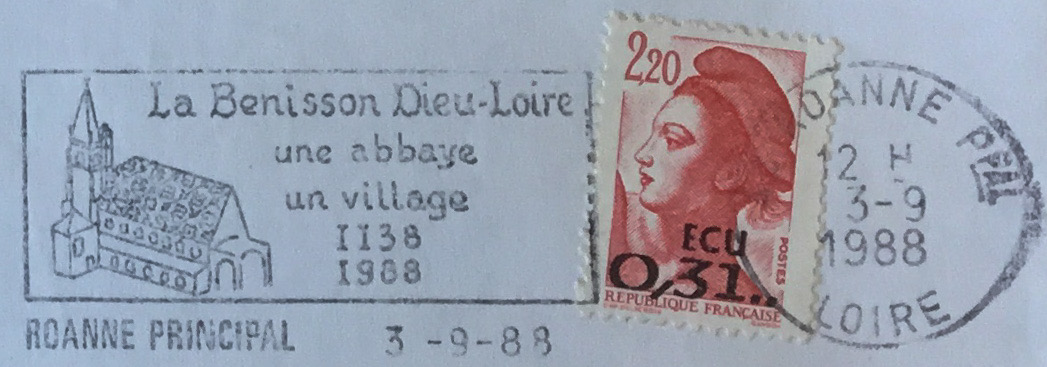 La Benisson Dieu-Loire
une abbaye
un village
1138
1988
ROANNE PRINCIPAL 3-9-88
2,20
ECU
0,31..
POSTES
REPUBLIQUE FRANÇAISE
ROANNE PPAL
12 H
3-9
1988
LOIRE